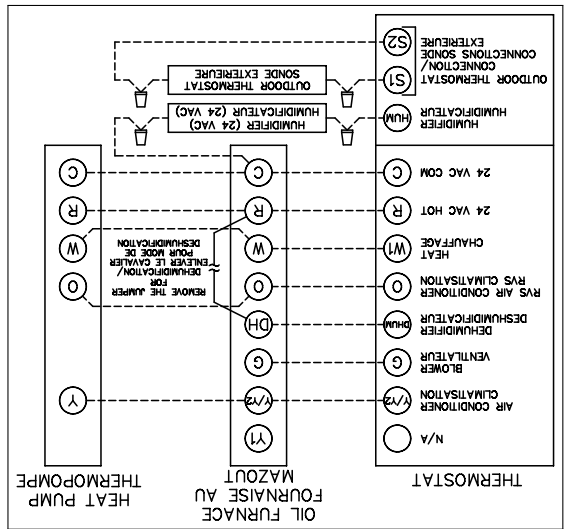 THERMOSTAT
OIL FURNACE
FOURNAISE AU
MAZOUT
HEAT PUMP
THERMOPOMPE
N/A
Y1
AIR CONDITIONER
CLIMATISATION
Y/Y2
Y/Y2
Y
BLOWER
VENTILATEUR
G
G
DEHUMIDIFIER
DESHUMIDIFICATEUR
DHUM
DH
RVS AIR CONDITIONER
RVS CLIMATISATION
O
O
O
REMOVE THE JUMPER
FOR
DEHUMIDIFICATION/
ENLEVER LE CAVALIER
POUR MODE DE
DESHUMIDIFICATION
HEAT
CHAUFFAGE
W1
W
W
24 VAC HOT
R
R
R
24 VAC COM
C
C
C
HUMIDIFIER
HUMIDIFICATEUR
HUM
HUMIDIFIER (24 VAC)
HUMIDIFICATEUR (24 VAC)
OUTDOOR THERMOSTAT
CONNECTION/
CONNECTIONS SONDE
EXTERIEURE
S1
S2
OUTDOOR THERMOSTAT
SONDE EXTERIEURE